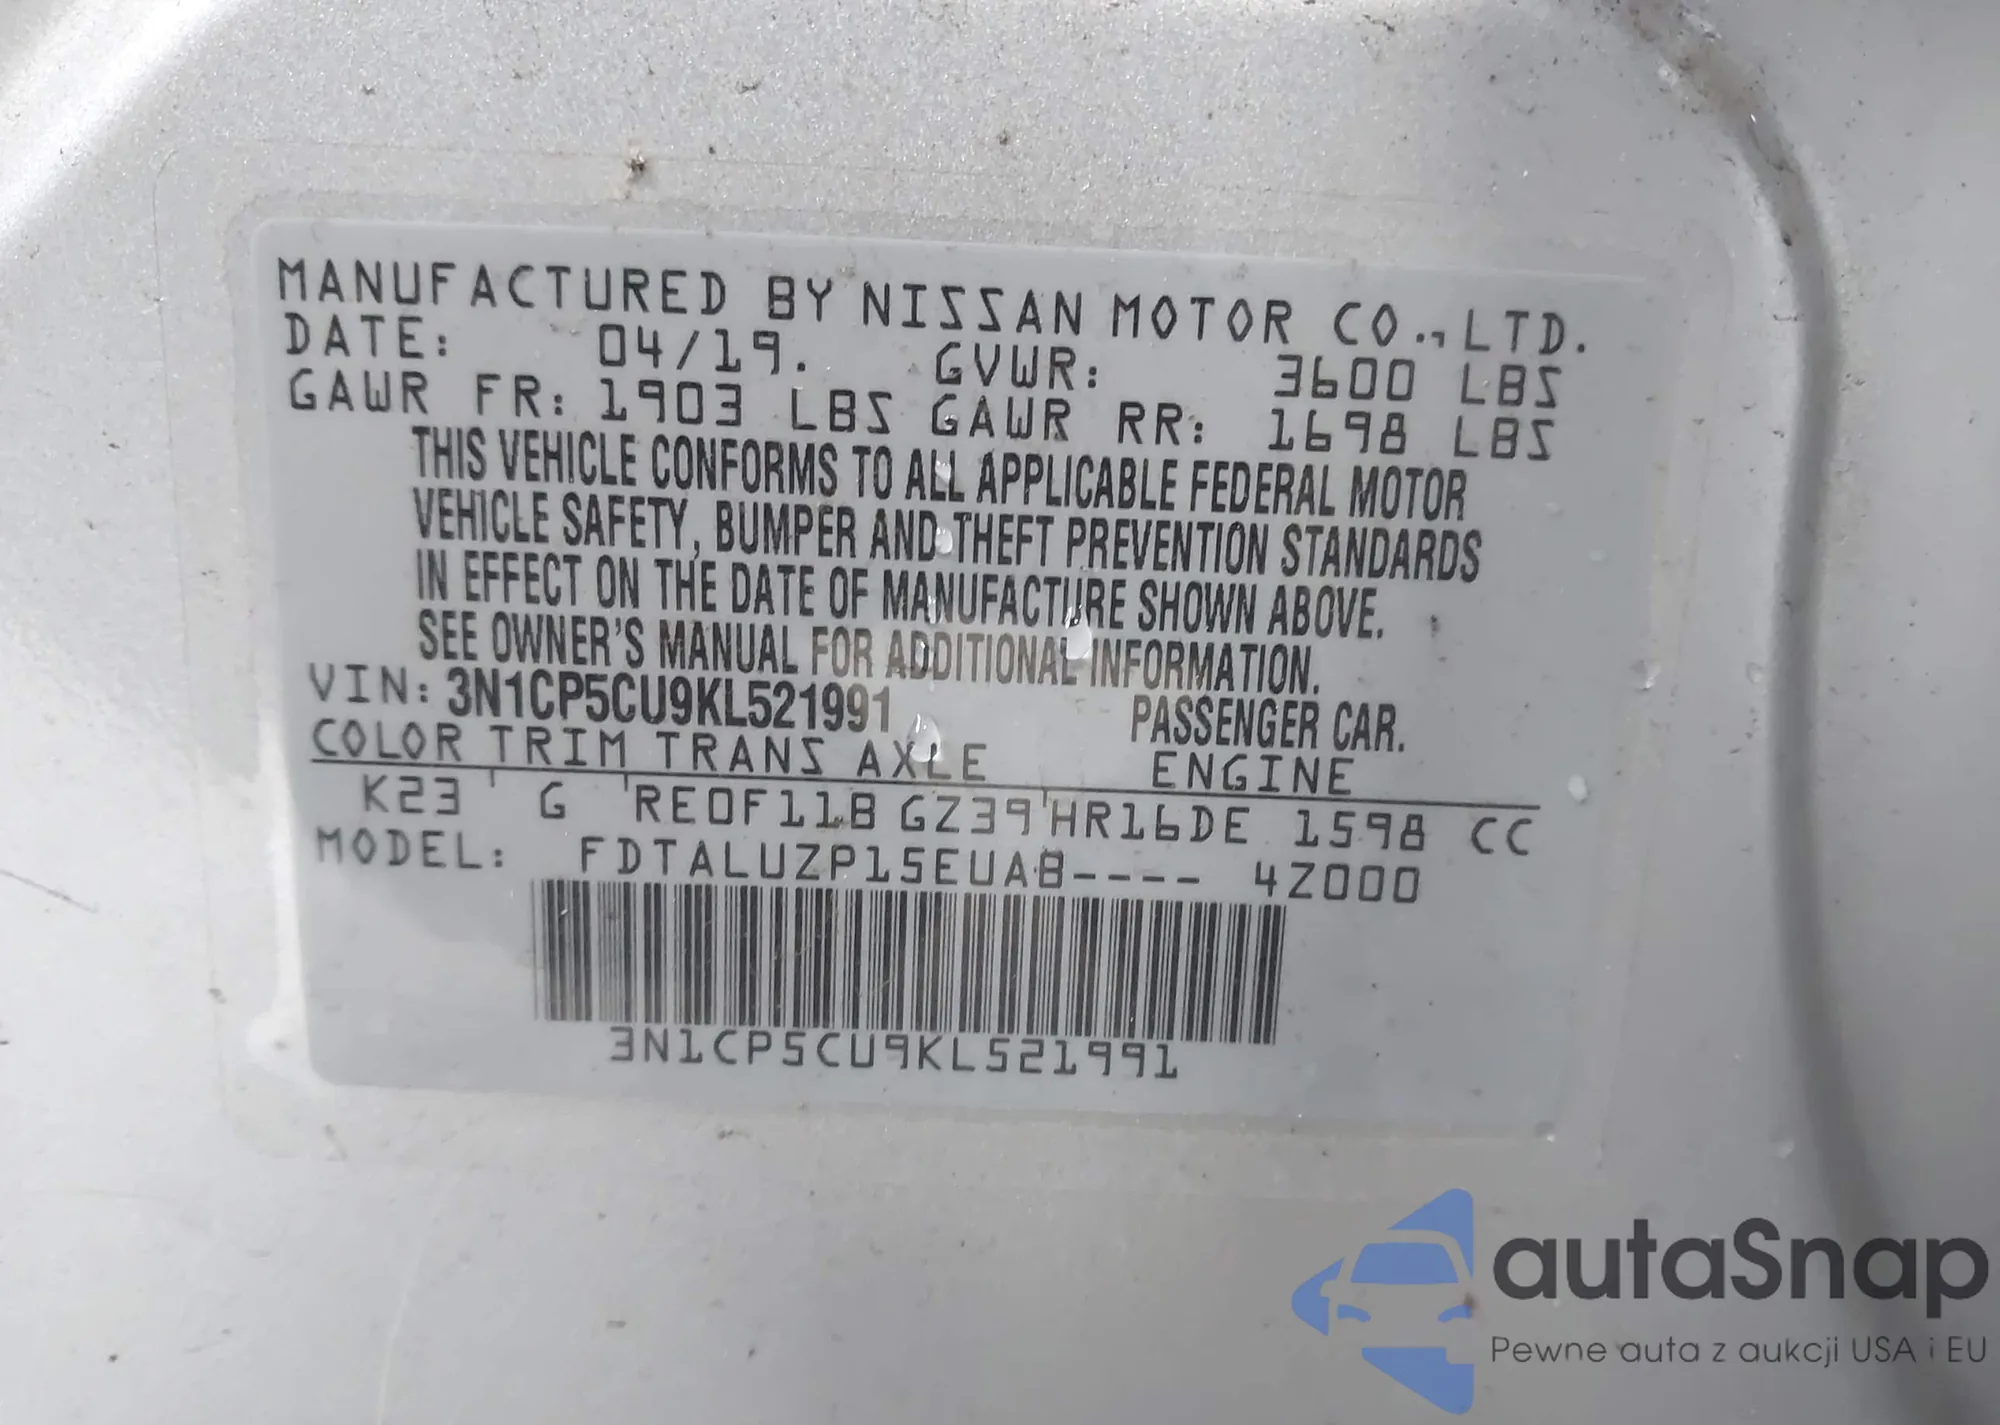 MANUFACTURED BY NISSAN MOTOR CO., LTD.
DATE: 04/19. GVWR: 3600 LBS
GAWR FR: 1903 LBS GAWR RR: 1698 LBS
THIS VEHICLE CONFORMS TO ALL APPLICABLE FEDERAL MOTOR
VEHICLE SAFETY, BUMPER AND THEFT PREVENTION STANDARDS
IN EFFECT ON THE DATE OF MANUFACTURE SHOWN ABOVE.
SEE OWNER'S MANUAL FOR ADDITIONAL INFORMATION.
VIN: 3N1CP5CU9KL521991 PASSENGER CAR.
COLOR TRIM TRANS AXLE ENGINE
K23 ' G 'RE0F11B GZ39'HR16DE 1598 CC
MODEL: FDTALUZP15EUAB---- 4Z000
3N1CP5CU9KL521991
autaSnap
Pewne auta z aukcji USA i EU